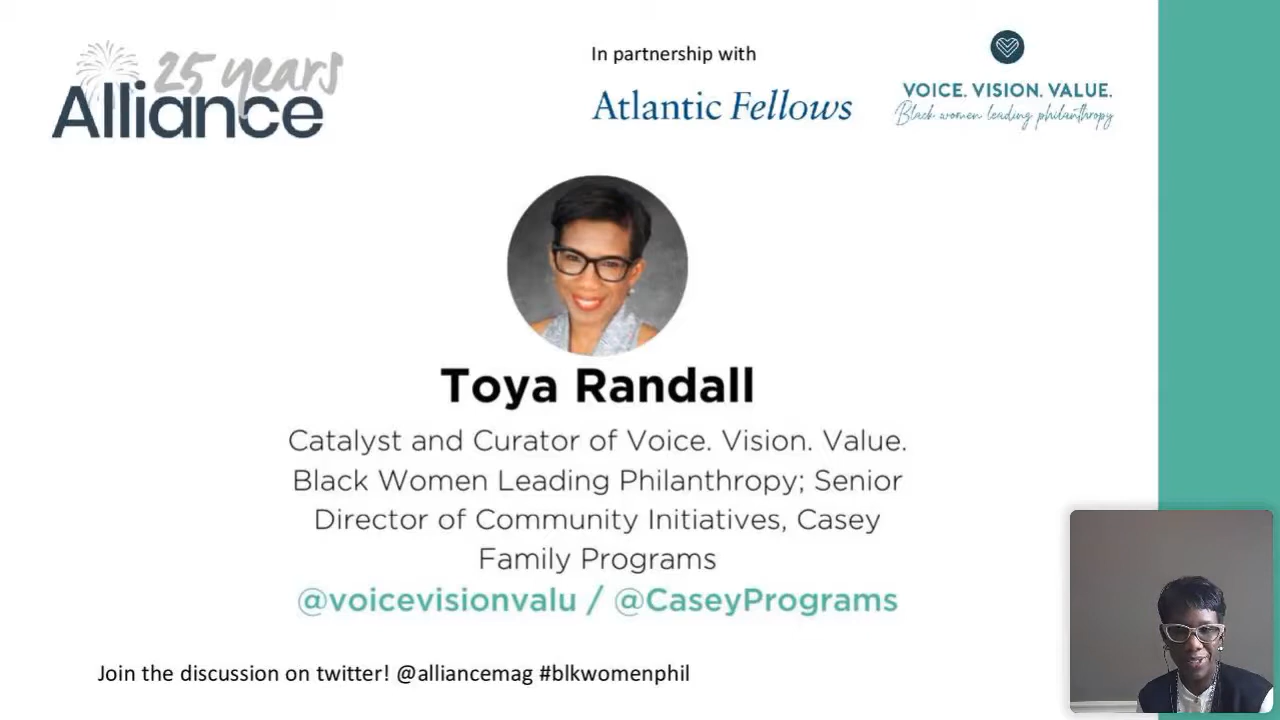 25 years
Alliance
In partnership with
Atlantic Fellows
VOICE. VISION. VALUE.
Black women leading philanthropy
Toya Randall
Catalyst and Curator of Voice. Vision. Value.
Black Women Leading Philanthropy; Senior
Director of Community Initiatives, Casey
Family Programs
@voicevisionvalu / @CaseyPrograms
Join the discussion on twitter! @alliancemag #blkwomenphil